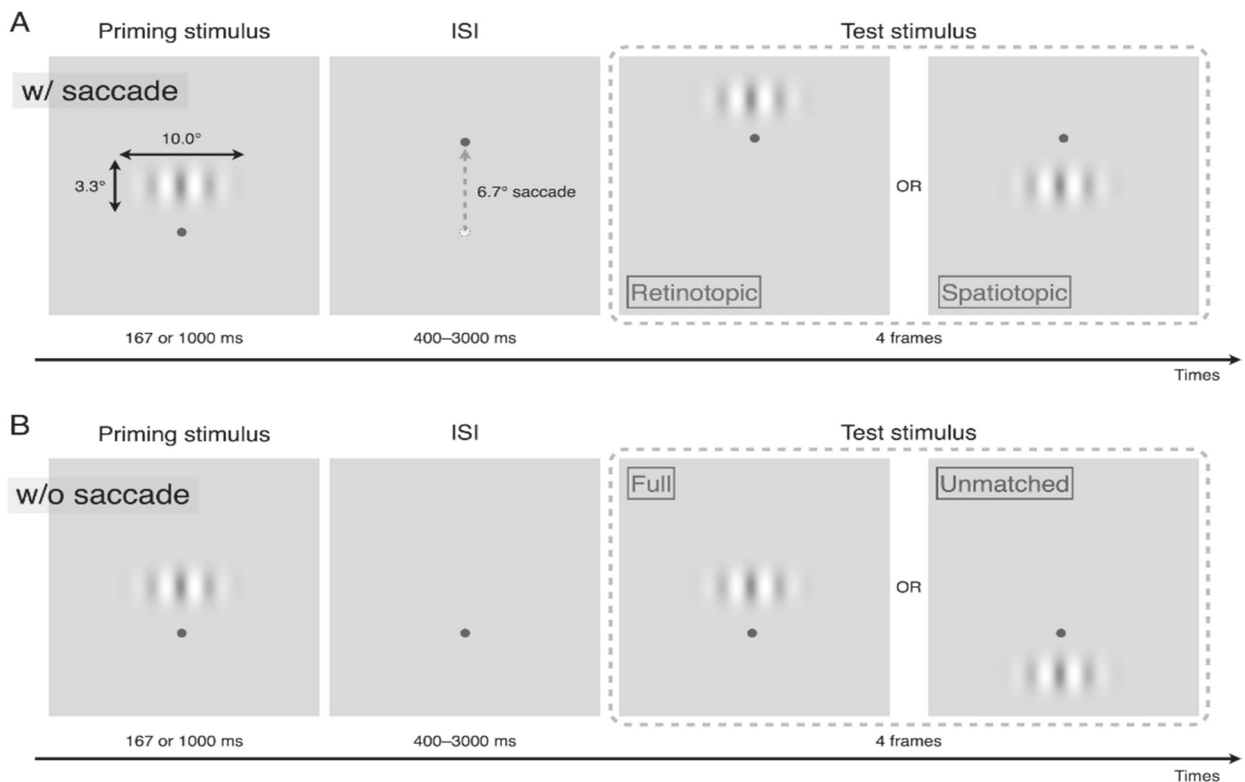 A
Priming stimulus
ISI
Test stimulus
w/ saccade
10.0°
3.3°
6.7° saccade
OR
Retinotopic
Spatiotopic
167 or 1000 ms
400–3000 ms
4 frames
Times
B
Priming stimulus
ISI
Test stimulus
w/o saccade
Full
Unmatched
OR
167 or 1000 ms
400–3000 ms
4 frames
Times